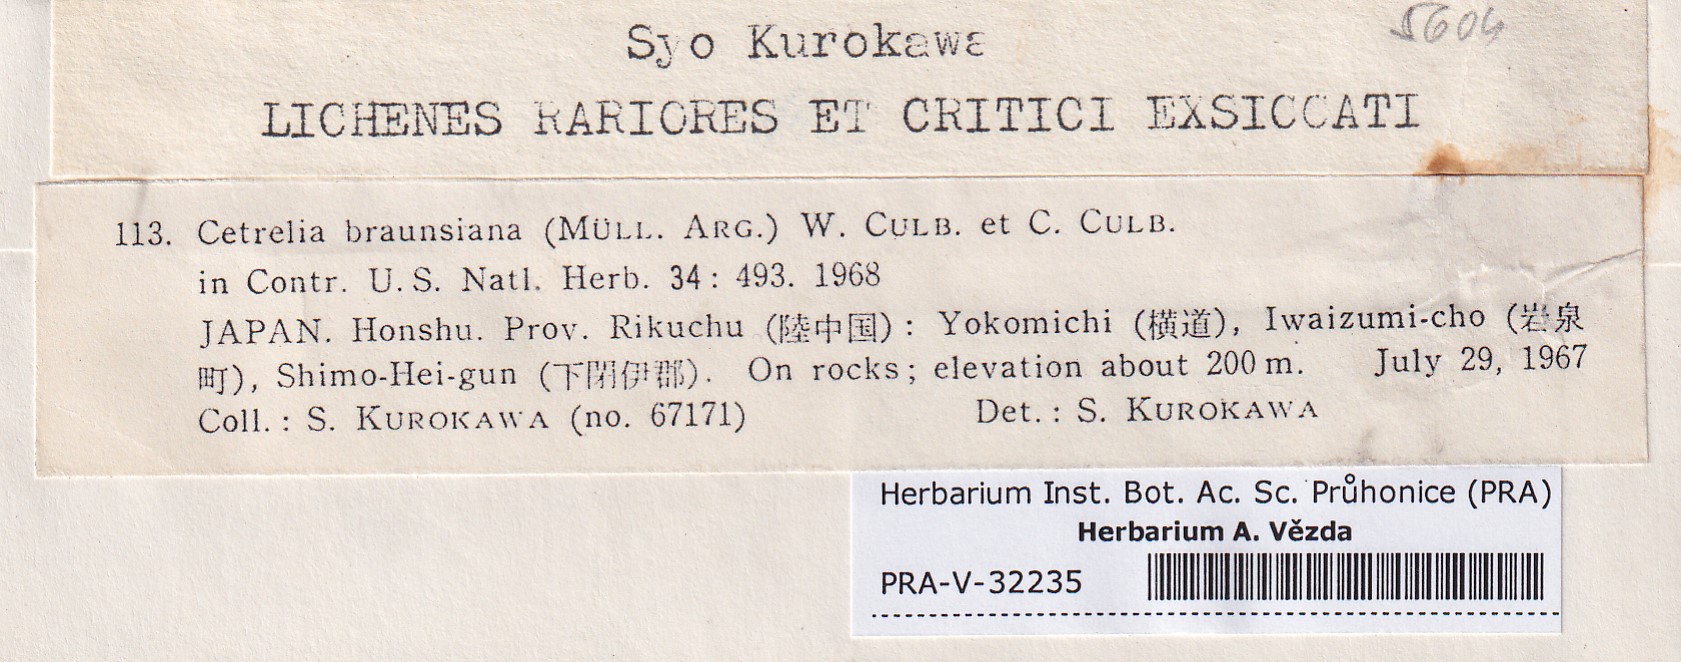 5604
Syo Kurokawa
LICHENES RARIORES ET CRITICI EXSICCATI
113. Cetrelia braunsiana (MÜLL. ARG.) W. CULB. et C. CULB.
in Contr. U. S. Natl. Herb. 34 : 493. 1968
JAPAN. Honshu. Prov. Rikuchu (陸中国) : Yokomichi (横道), Iwaizumi-cho (岩泉
町), Shimo-Hei-gun (下閉伊郡). On rocks ; elevation about 200 m. July 29, 1967
Coll. : S. KUROKAWA (no. 67171) Det. : S. KUROKAWA
Herbarium Inst. Bot. Ac. Sc. Průhonice (PRA)
Herbarium A. Vězda
PRA-V-32235